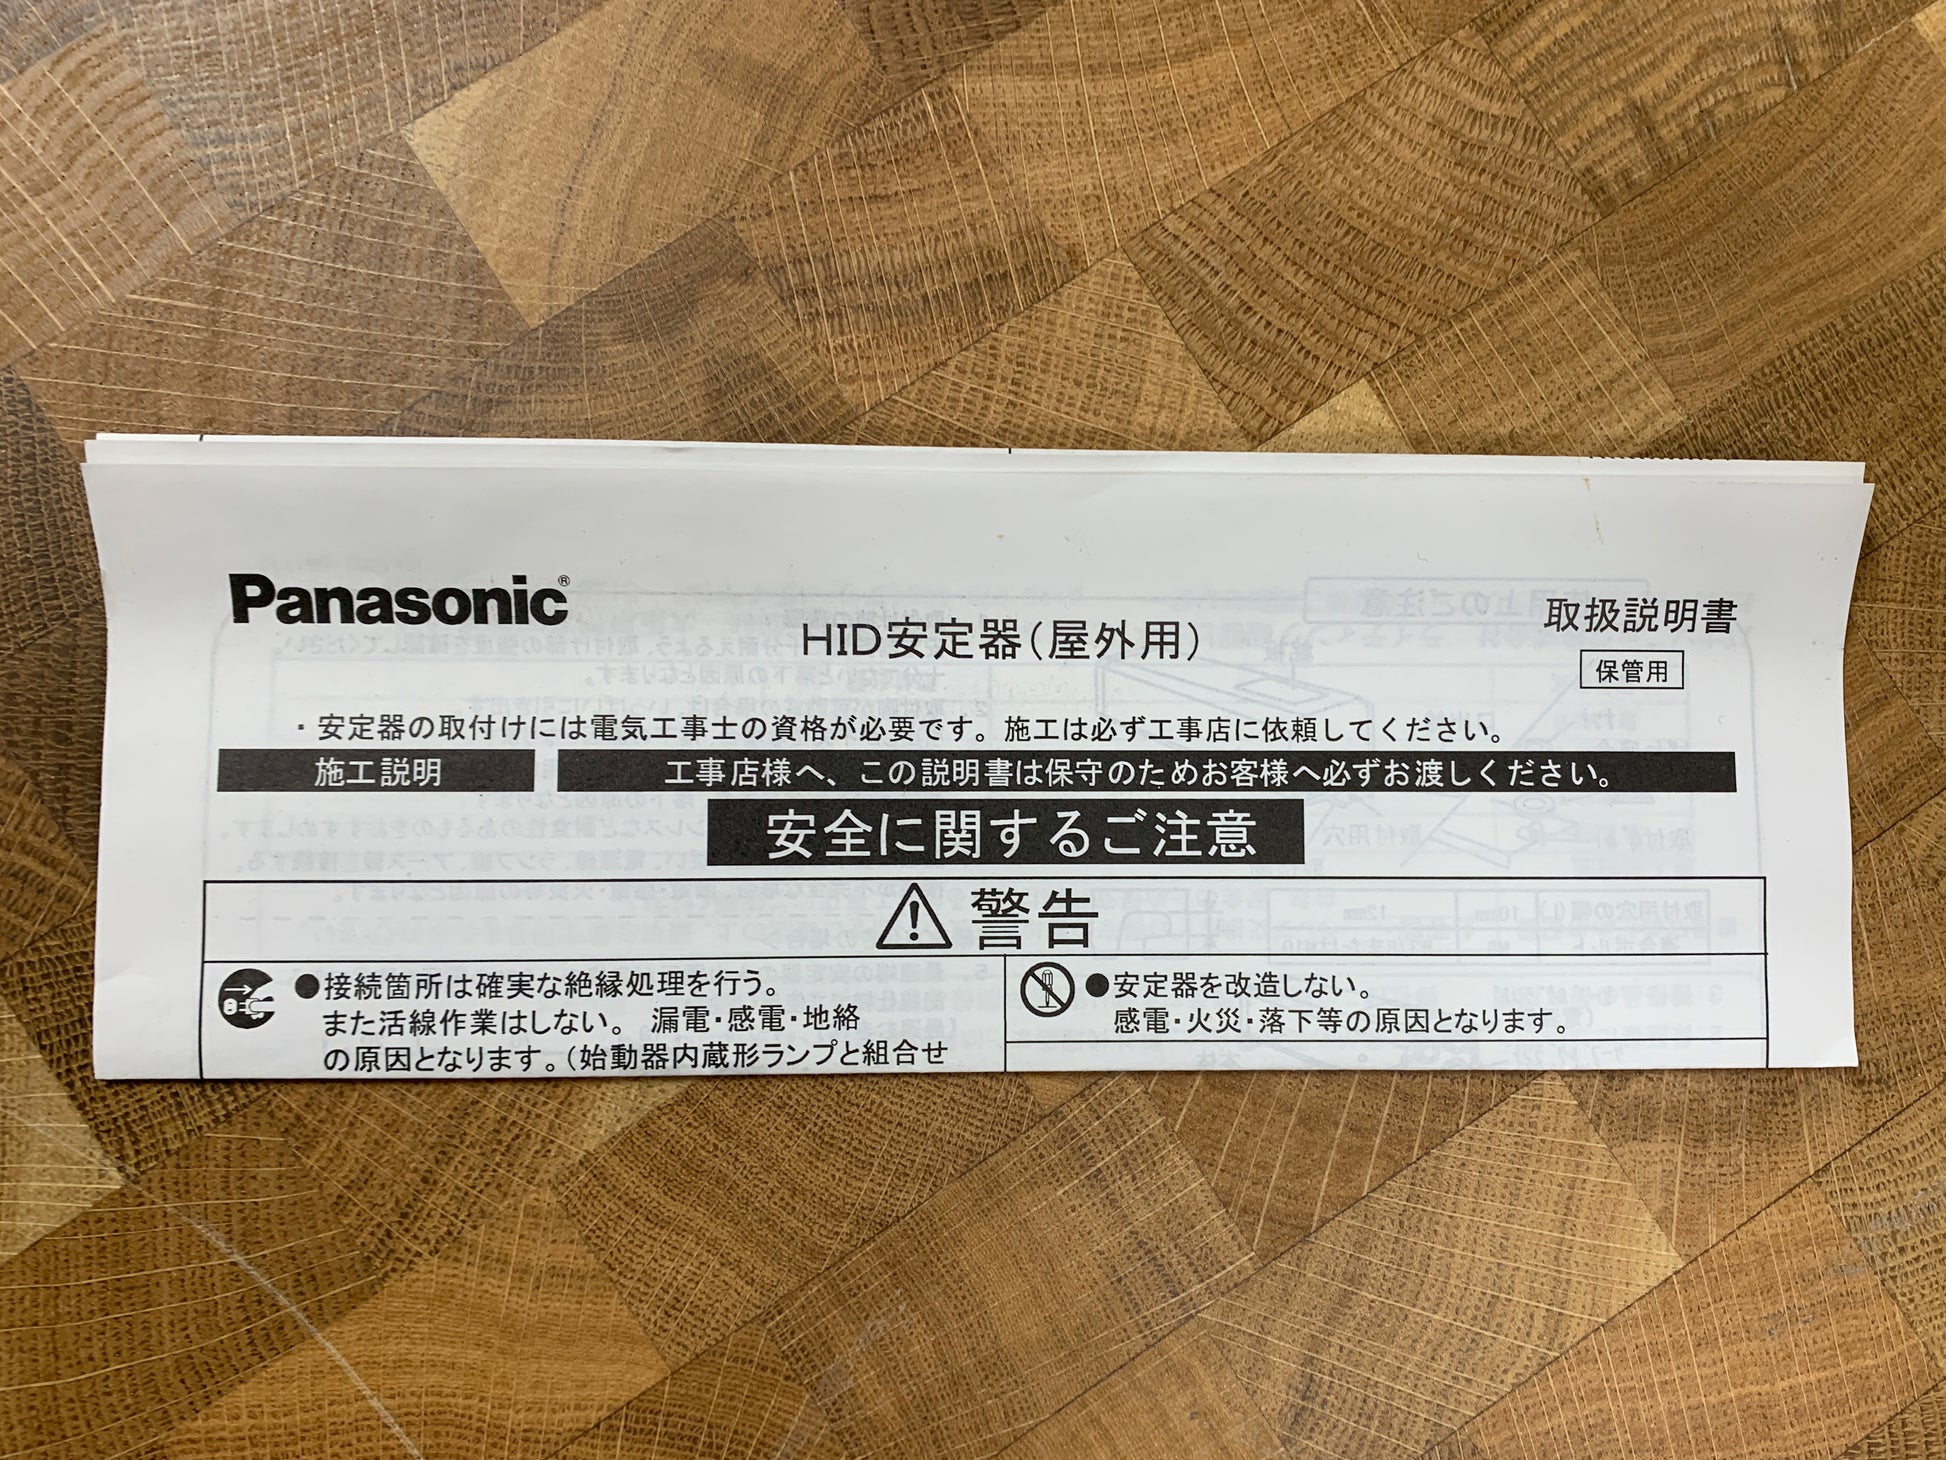 Panasonic®
HID安定器(屋外用)
取扱説明書
保管用
・安定器の取付けには電気工事士の資格が必要です。施工は必ず工事店に依頼してください。
施工説明
工事店様へ、この説明書は保守のためお客様へ必ずお渡しください。
安全に関するご注意
警告
●接続箇所は確実な絶縁処理を行う。
また活線作業はしない。 漏電・感電・地絡
の原因となります。(始動器内蔵形ランプと組合せ
●安定器を改造しない。
感電・火災・落下等の原因となります。